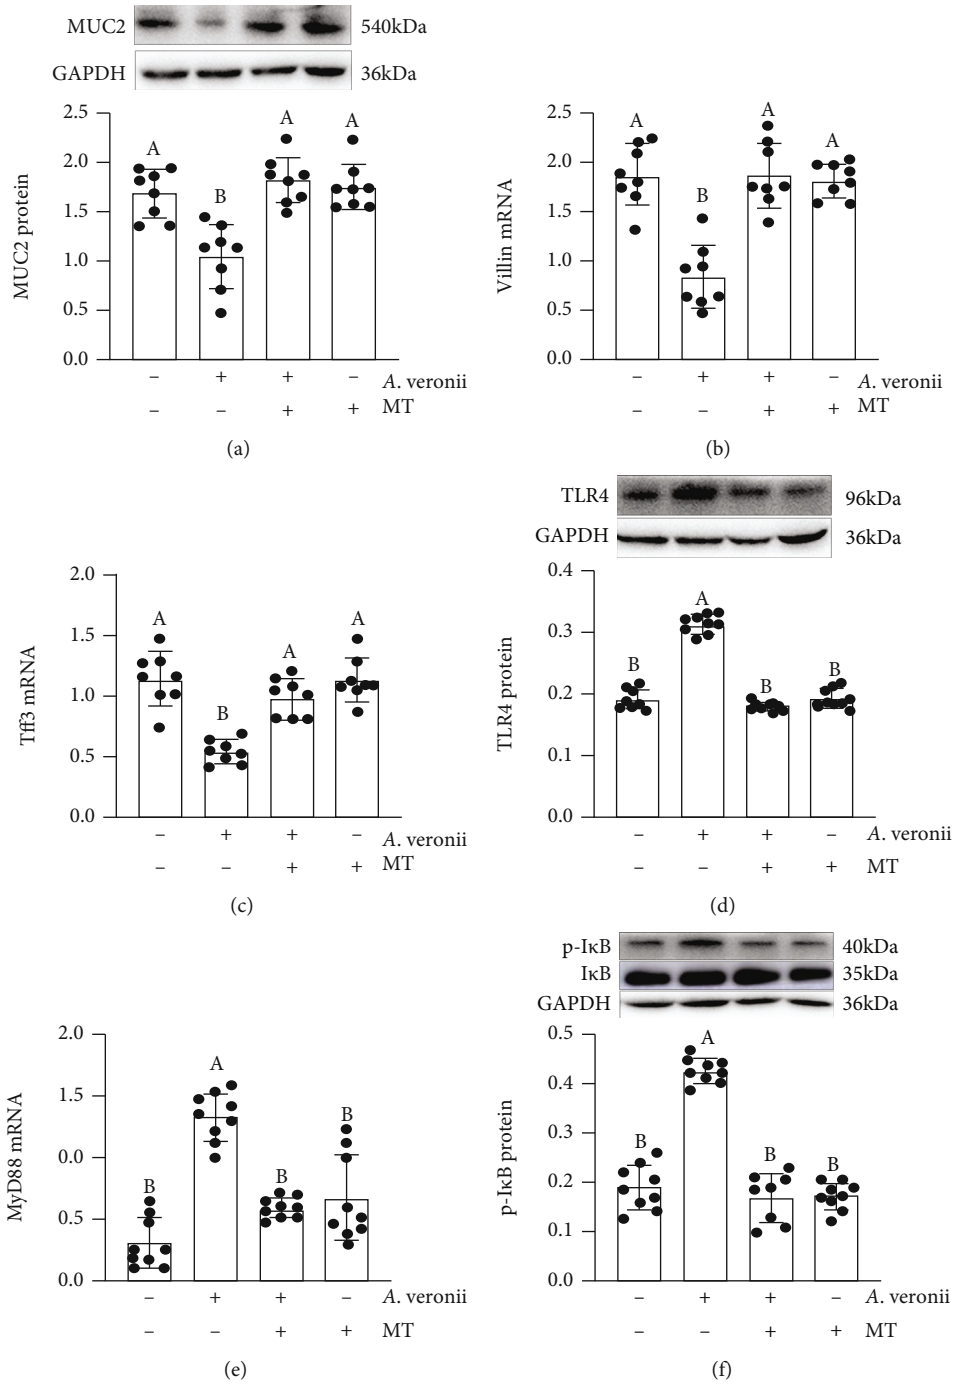 MUC2 540kDa
GAPDH 36kDa
MUC2 protein
2.5
2.0
1.5
1.0
0.5
0.0
A
B
A
A
– + + – A. veronii
– – + + MT
(a)
Villin mRNA
2.5
2.0
1.5
1.0
0.5
0.0
A
B
A
A
– + + – A. veronii
– – + + MT
(b)
Tff3 mRNA
2.0
1.5
1.0
0.5
0.0
A
B
A
A
– + + – A. veronii
– – + + MT
(c)
TLR4 96kDa
GAPDH 36kDa
TLR4 protein
0.4
0.3
0.2
0.1
0.0
B
A
B
B
– + + – A. veronii
– – + + MT
(d)
MyD88 mRNA
2.0
1.5
0.0
0.5
0.0
B
A
B
B
– + + – A. veronii
– – + + MT
(e)
p-IκB 40kDa
IκB 35kDa
GAPDH 36kDa
p-IκB protein
0.5
0.4
0.3
0.2
0.1
0.0
B
A
B
B
– + + – A. veronii
– – + + MT
(f)